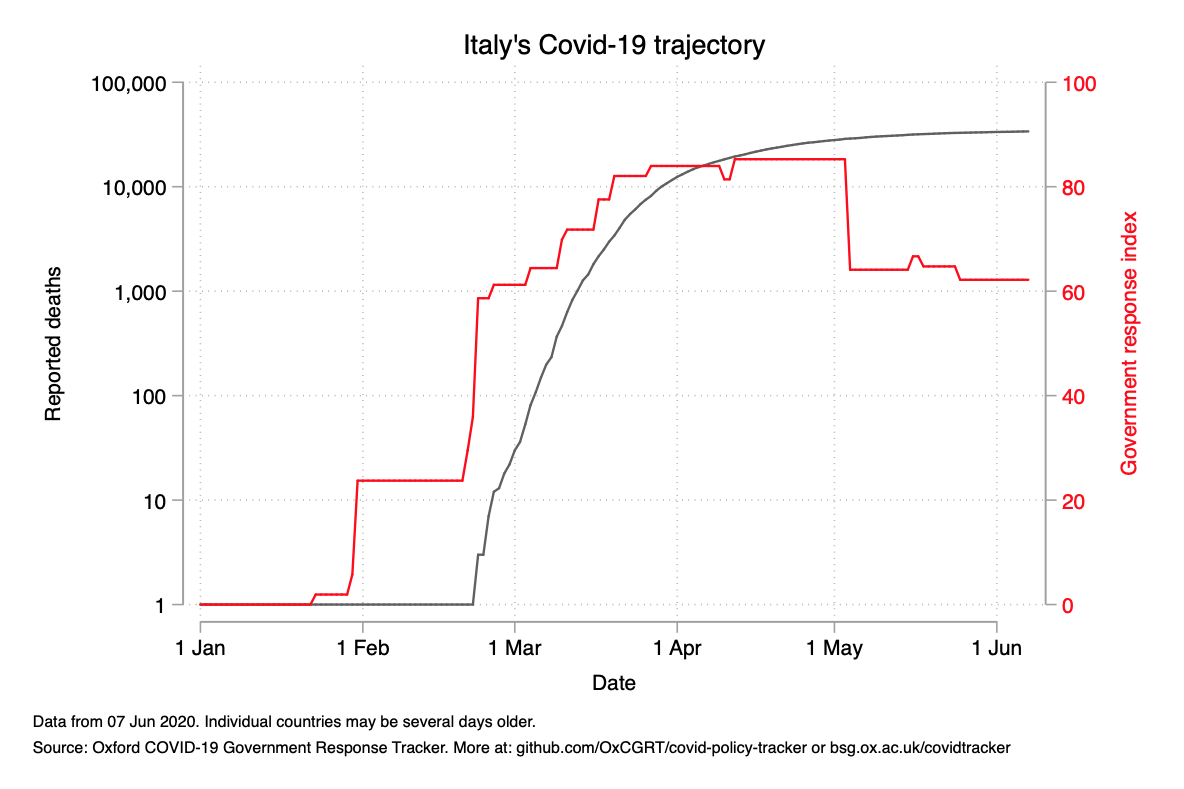 Italy's Covid-19 trajectory
100,000
10,000
1,000
100
10
1
Reported deaths
100
80
60
40
20
0
Government response index
1 Jan
1 Feb
1 Mar
1 Apr
1 May
1 Jun
Date
Data from 07 Jun 2020. Individual countries may be several days older.
Source: Oxford COVID-19 Government Response Tracker. More at: github.com/OxCGRT/covid-policy-tracker or bsg.ox.ac.uk/covidtracker